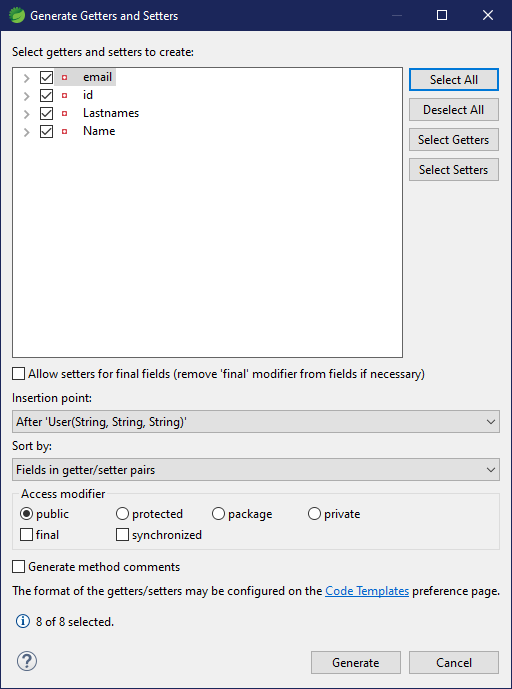 Generate Getters and Setters
Select getters and setters to create:
email
id
Lastnames
Name
Select All
Deselect All
Select Getters
Select Setters
Allow setters for final fields (remove 'final' modifier from fields if necessary)
Insertion point:
After 'User(String, String, String)'
Sort by:
Fields in getter/setter pairs
Access modifier
public protected package private
final synchronized
Generate method comments
The format of the getters/setters may be configured on the Code Templates preference page.
8 of 8 selected.
Generate Cancel